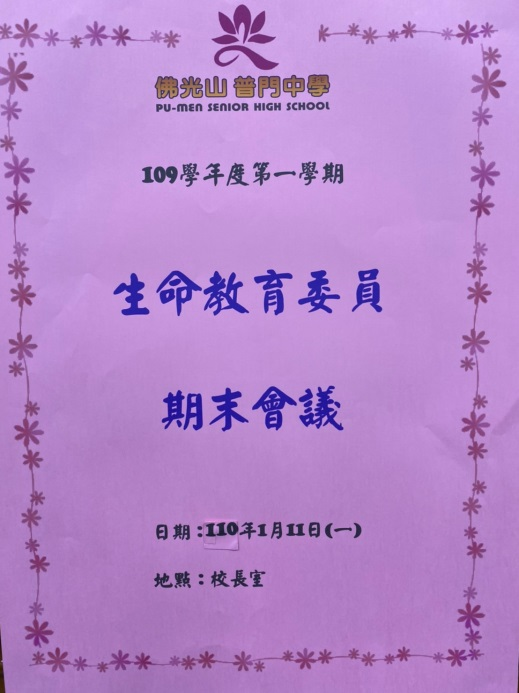 佛光山 普門中學
PU-MEN SENIOR HIGH SCHOOL
109學年度第一學期
生命教育委員
期末會議
日期：110年1月11日(一)
地點：校長室